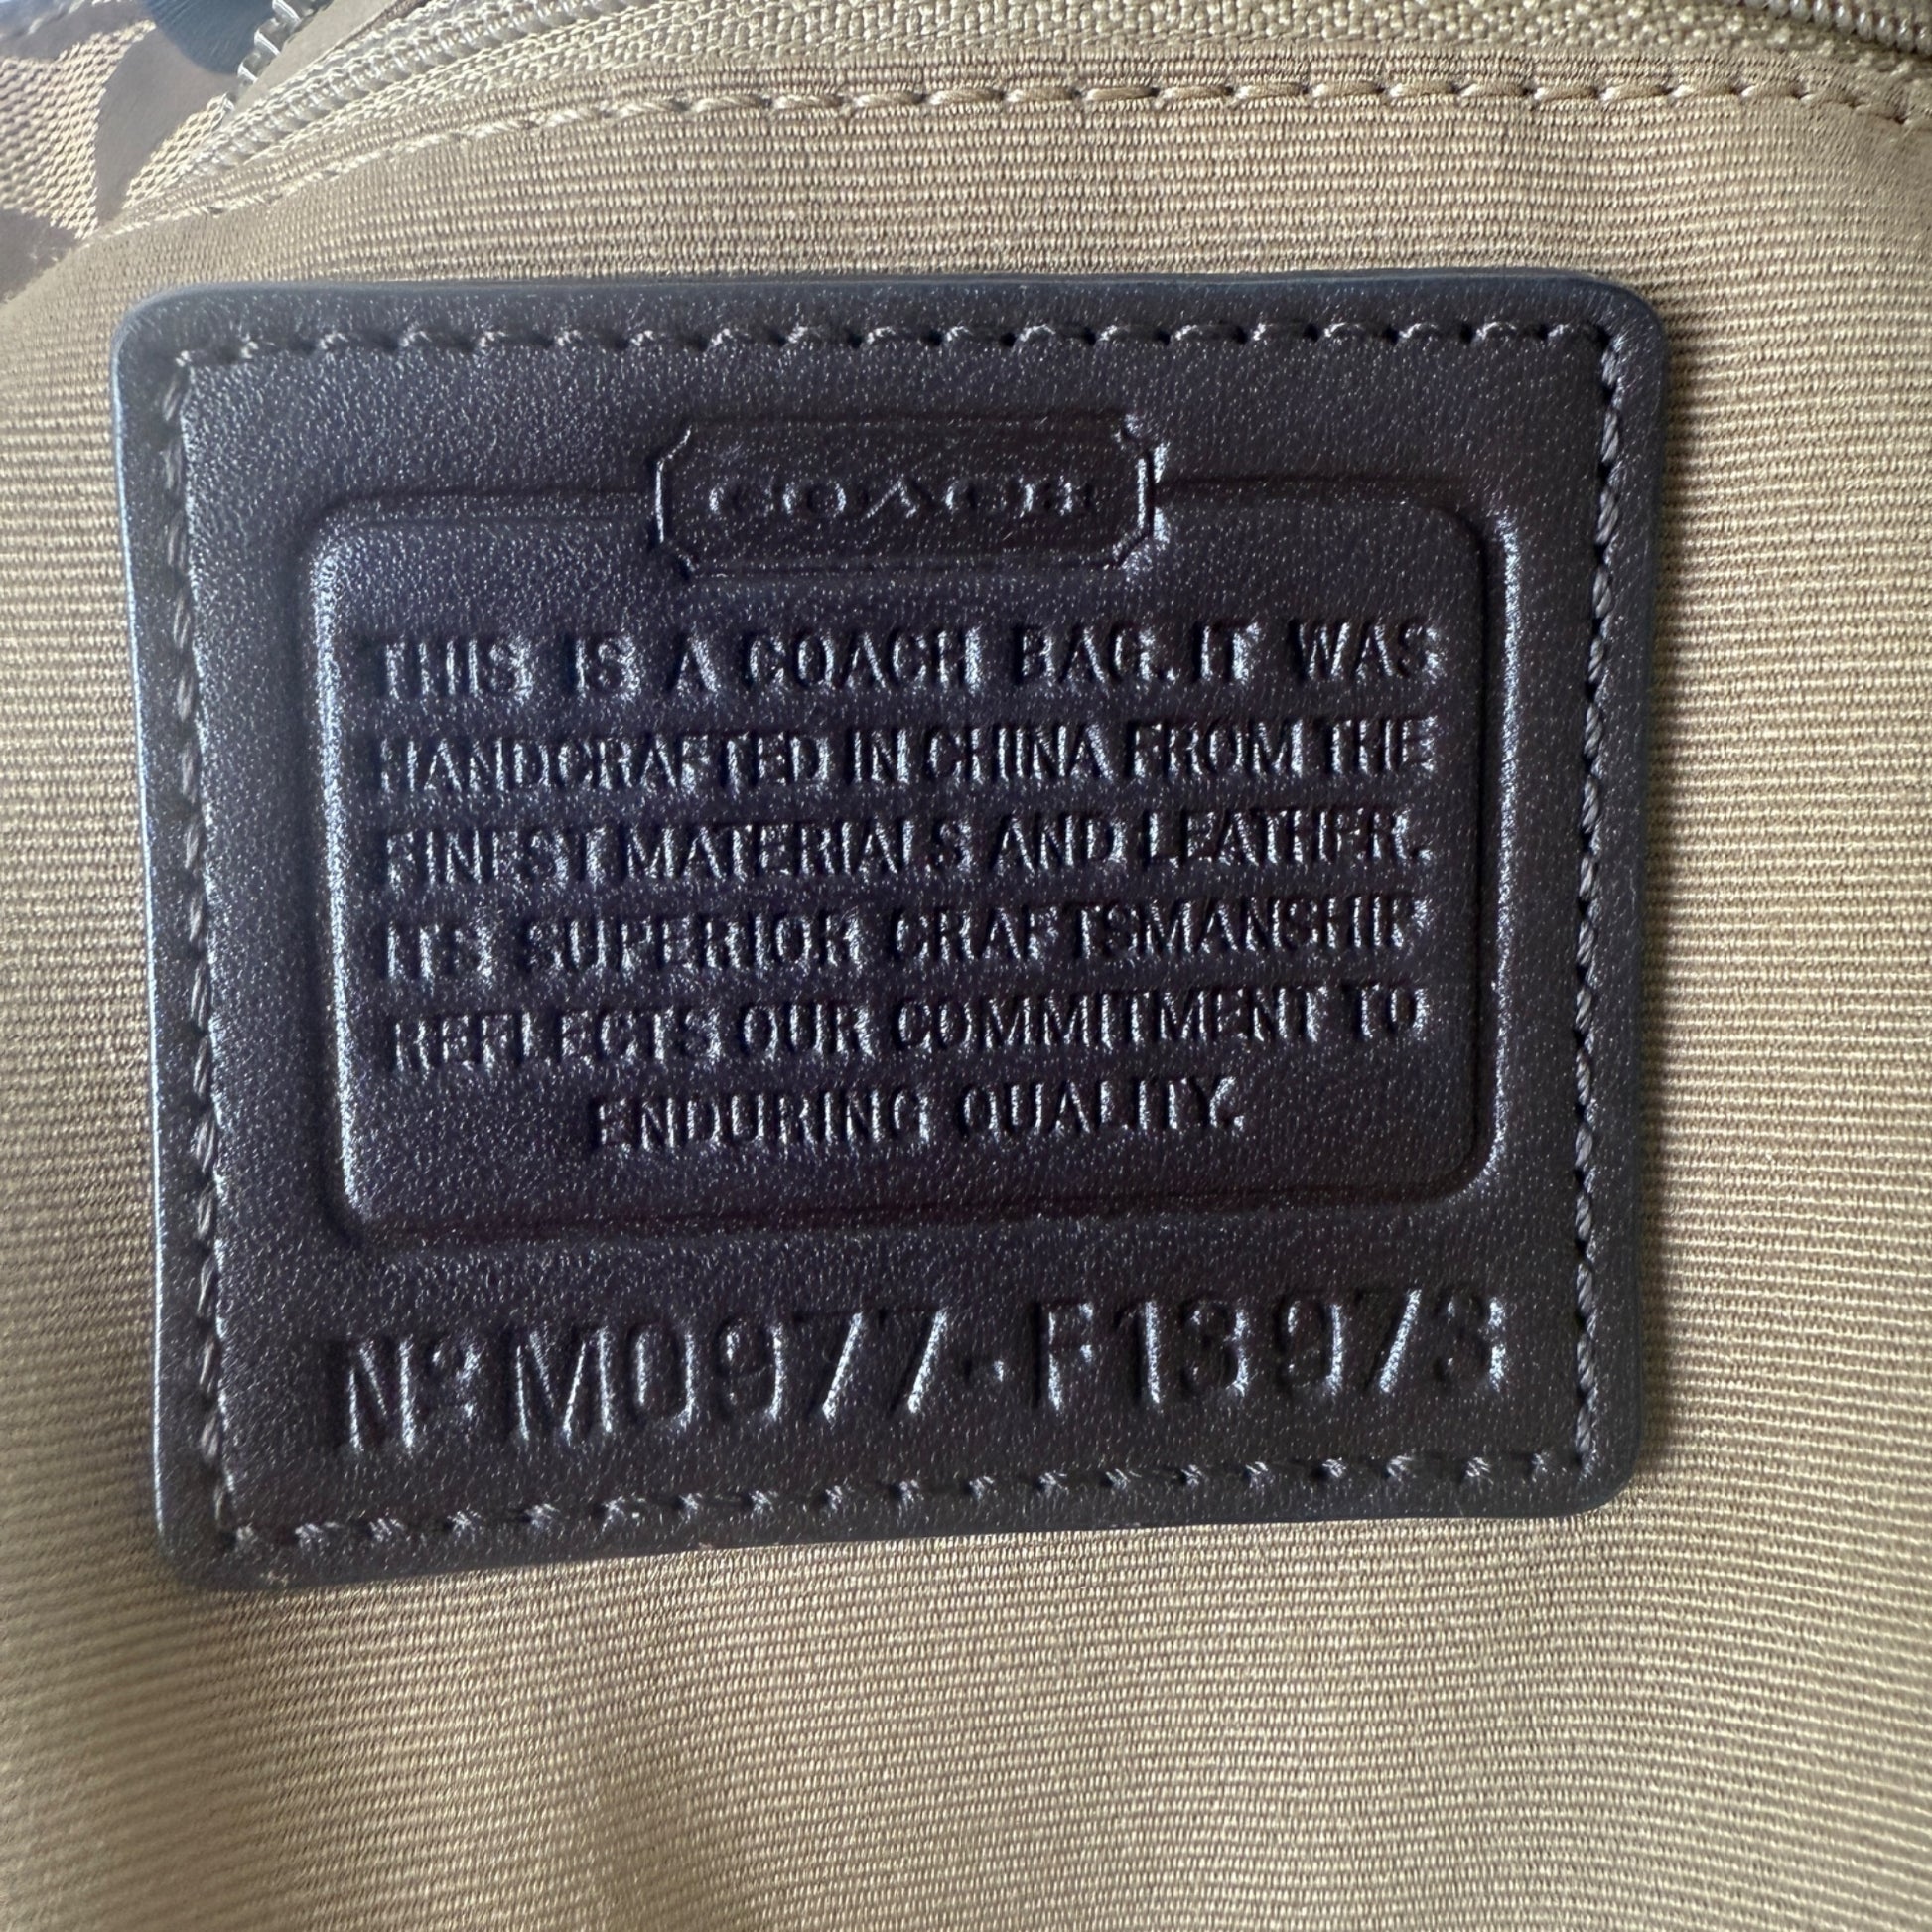 COACH
THIS IS A COACH BAG. IT WAS
HANDCRAFTED IN CHINA FROM THE
FINEST MATERIALS AND LEATHER.
ITS SUPERIOR CRAFTSMANSHIP
REFLECTS OUR COMMITMENT TO
ENDURING QUALITY.
Nº M0977-F13973